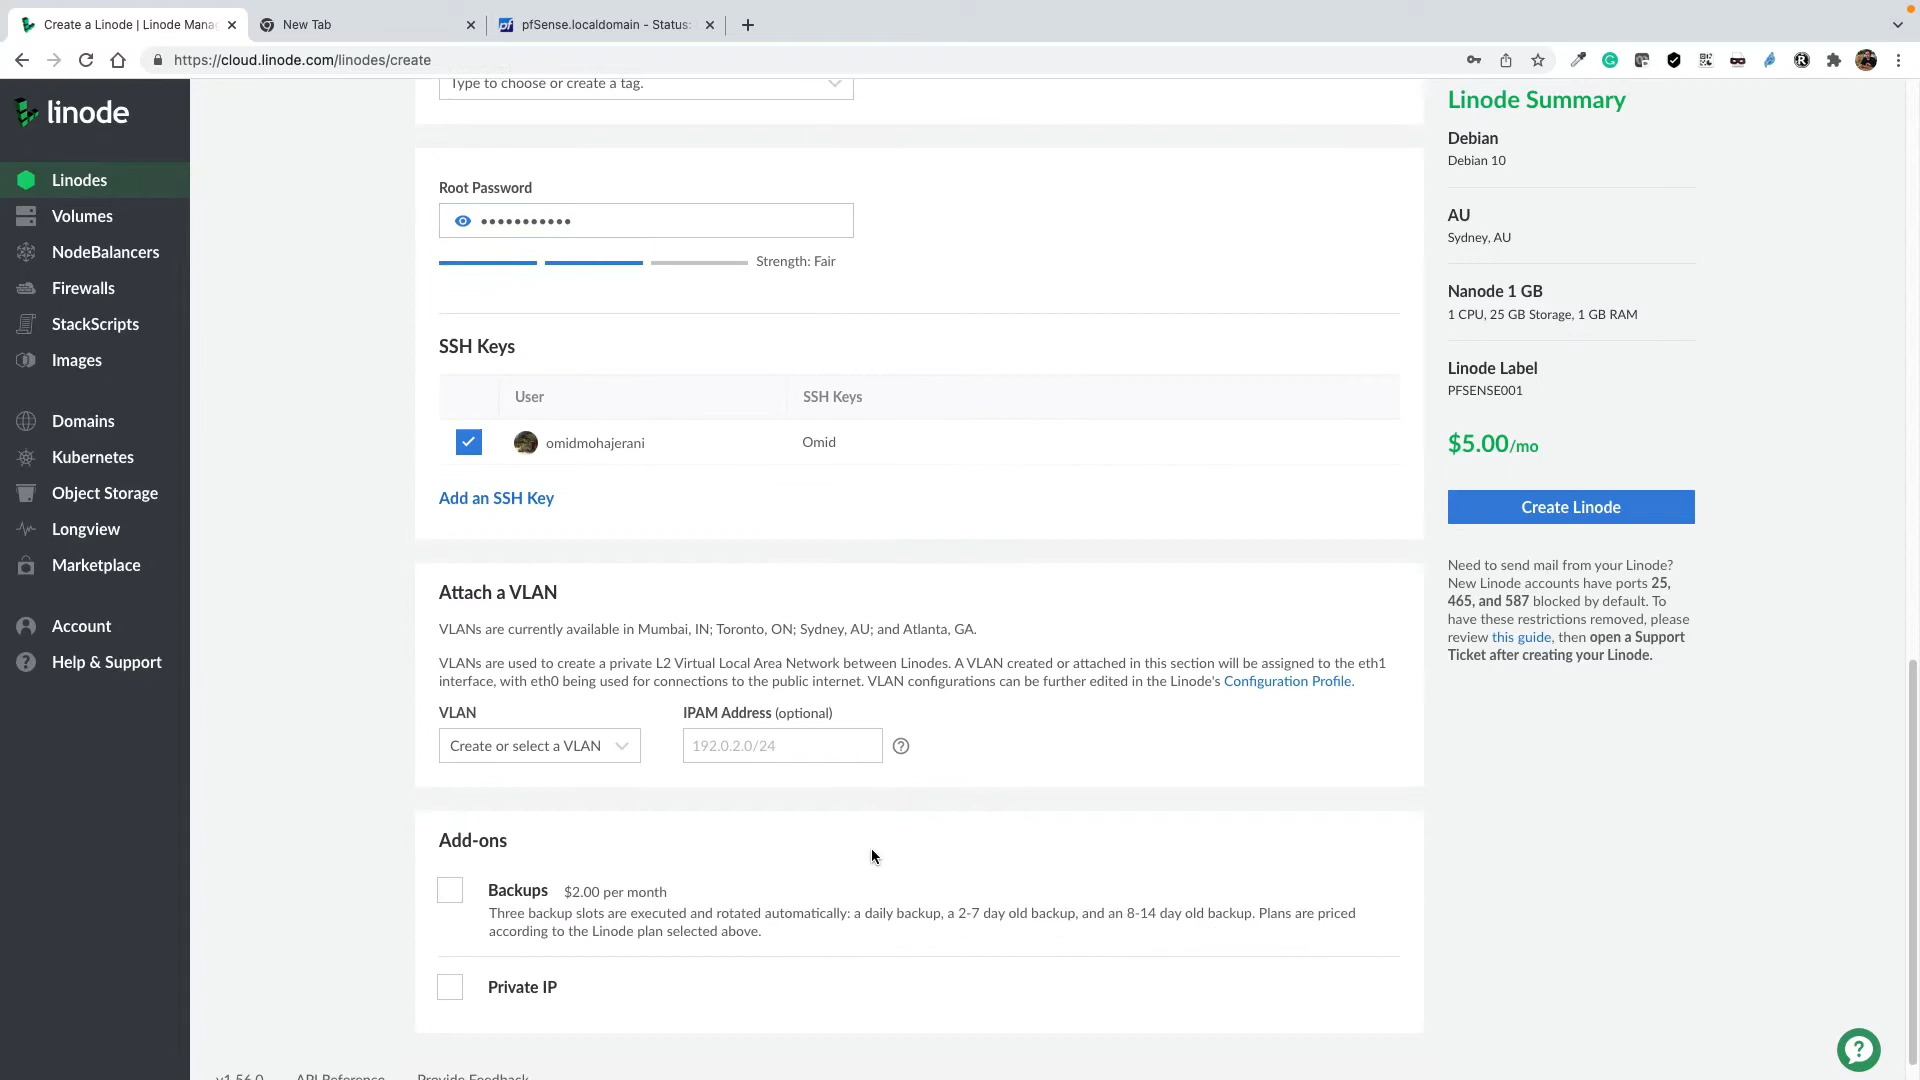 Create a Linode | Linode Mana
New Tab
pfSense.localdomain - Status:
https://cloud.linode.com/linodes/create
linode
Linodes
Volumes
NodeBalancers
Firewalls
StackScripts
Images
Domains
Kubernetes
Object Storage
Longview
Marketplace
Account
Help & Support
Type to choose or create a tag.
Root Password
•••••••••••
Strength: Fair
SSH Keys
User
SSH Keys
omidmohajerani
Omid
Add an SSH Key
Attach a VLAN
VLANs are currently available in Mumbai, IN; Toronto, ON; Sydney, AU; and Atlanta, GA.
VLANs are used to create a private L2 Virtual Local Area Network between Linodes. A VLAN created or attached in this section will be assigned to the eth1
interface, with eth0 being used for connections to the public internet. VLAN configurations can be further edited in the Linode's Configuration Profile.
VLAN
IPAM Address (optional)
Create or select a VLAN
192.0.2.0/24
Add-ons
Backups $2.00 per month
Three backup slots are executed and rotated automatically: a daily backup, a 2-7 day old backup, and an 8-14 day old backup. Plans are priced
according to the Linode plan selected above.
Private IP
v1.56.0
API Reference
Provide Feedback
Linode Summary
Debian
Debian 10
AU
Sydney, AU
Nanode 1 GB
1 CPU, 25 GB Storage, 1 GB RAM
Linode Label
PFSENSE001
$5.00/mo
Create Linode
Need to send mail from your Linode?
New Linode accounts have ports 25,
465, and 587 blocked by default. To
have these restrictions removed, please
review this guide, then open a Support
Ticket after creating your Linode.